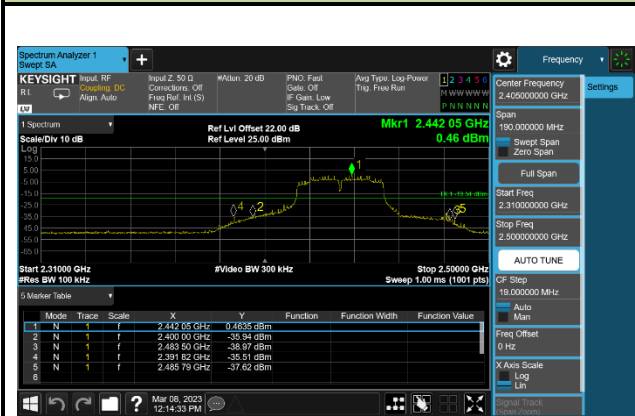 Spectrum Analyzer 1
Swept SA
+
Frequency
KEYSIGHT
Input: RF
Coupling: DC
Align: Auto
Input Z: 50 Ω
Corrections: Off
Freq Ref: Int (S)
NFE: Off
#Atten: 20 dB
PNO: Fast
Gate: Off
IF Gain: Low
Sig Track: Off
Avg Type: Log-Power
Trig: Free Run
1 2 3 4 5 6
M W W W W W
P N N N N N
1 Spectrum
Scale/Div 10 dB
Ref Lvl Offset 22.00 dB
Ref Level 25.00 dBm
Mkr1 2.442 05 GHz
0.46 dBm
Log
15.0
5.00
-5.00
-15.0
-25.0
-35.0
-45.0
-55.0
-65.0
1
4
2
3
5
Start 2.31000 GHz
#Res BW 100 kHz
#Video BW 300 kHz
Stop 2.50000 GHz
Sweep 1.00 ms (1001 pts)
5 Marker Table
Mode Trace Scale X Y Function Function Width Function Value
1 N 1 f 2.442 05 GHz 0.4635 dBm
2 N 1 f 2.400 00 GHz -35.94 dBm
3 N 1 f 2.483 50 GHz -38.97 dBm
4 N 1 f 2.391 82 GHz -35.51 dBm
5 N 1 f 2.485 79 GHz -37.62 dBm
6
Mar 08, 2023
12:14:33 PM
Center Frequency
2.405000000 GHz
Settings
Span
190.000000 MHz
Swept Span
Zero Span
Full Span
Start Freq
2.310000000 GHz
Stop Freq
2.500000000 GHz
AUTO TUNE
CF Step
19.000000 MHz
Auto
Man
Freq Offset
0 Hz
X Axis Scale
Log
Lin
Signal Track
(Span Zoom)